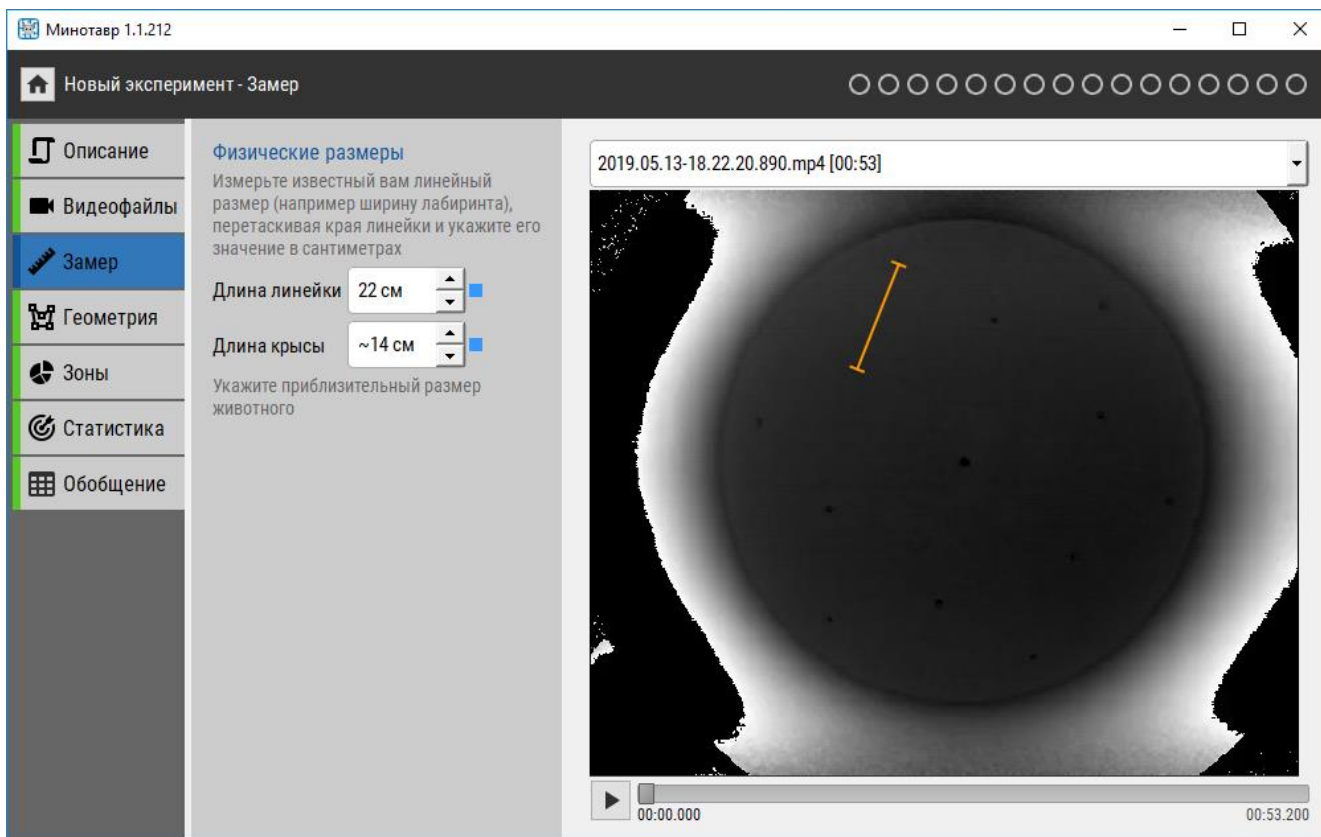 Минотавр 1.1.212
Новый эксперимент - Замер
Описание
Видеофайлы
Замер
Геометрия
Зоны
Статистика
Обобщение
Физические размеры
Измерьте известный вам линейный
размер (например ширину лабиринта),
перетаскивая края линейки и укажите его
значение в сантиметрах
Длина линейки 22 см
Длина крысы ~14 см
Укажите приблизительный размер
животного
2019.05.13-18.22.20.890.mp4 [00:53]
00:00.000 00:53.200